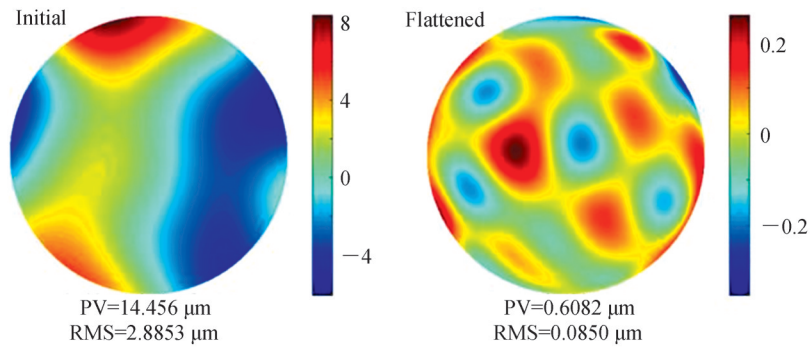 Initial
8
4
0
−4
PV=14.456 μm
RMS=2.8853 μm
Flattened
0.2
0
−0.2
PV=0.6082 μm
RMS=0.0850 μm